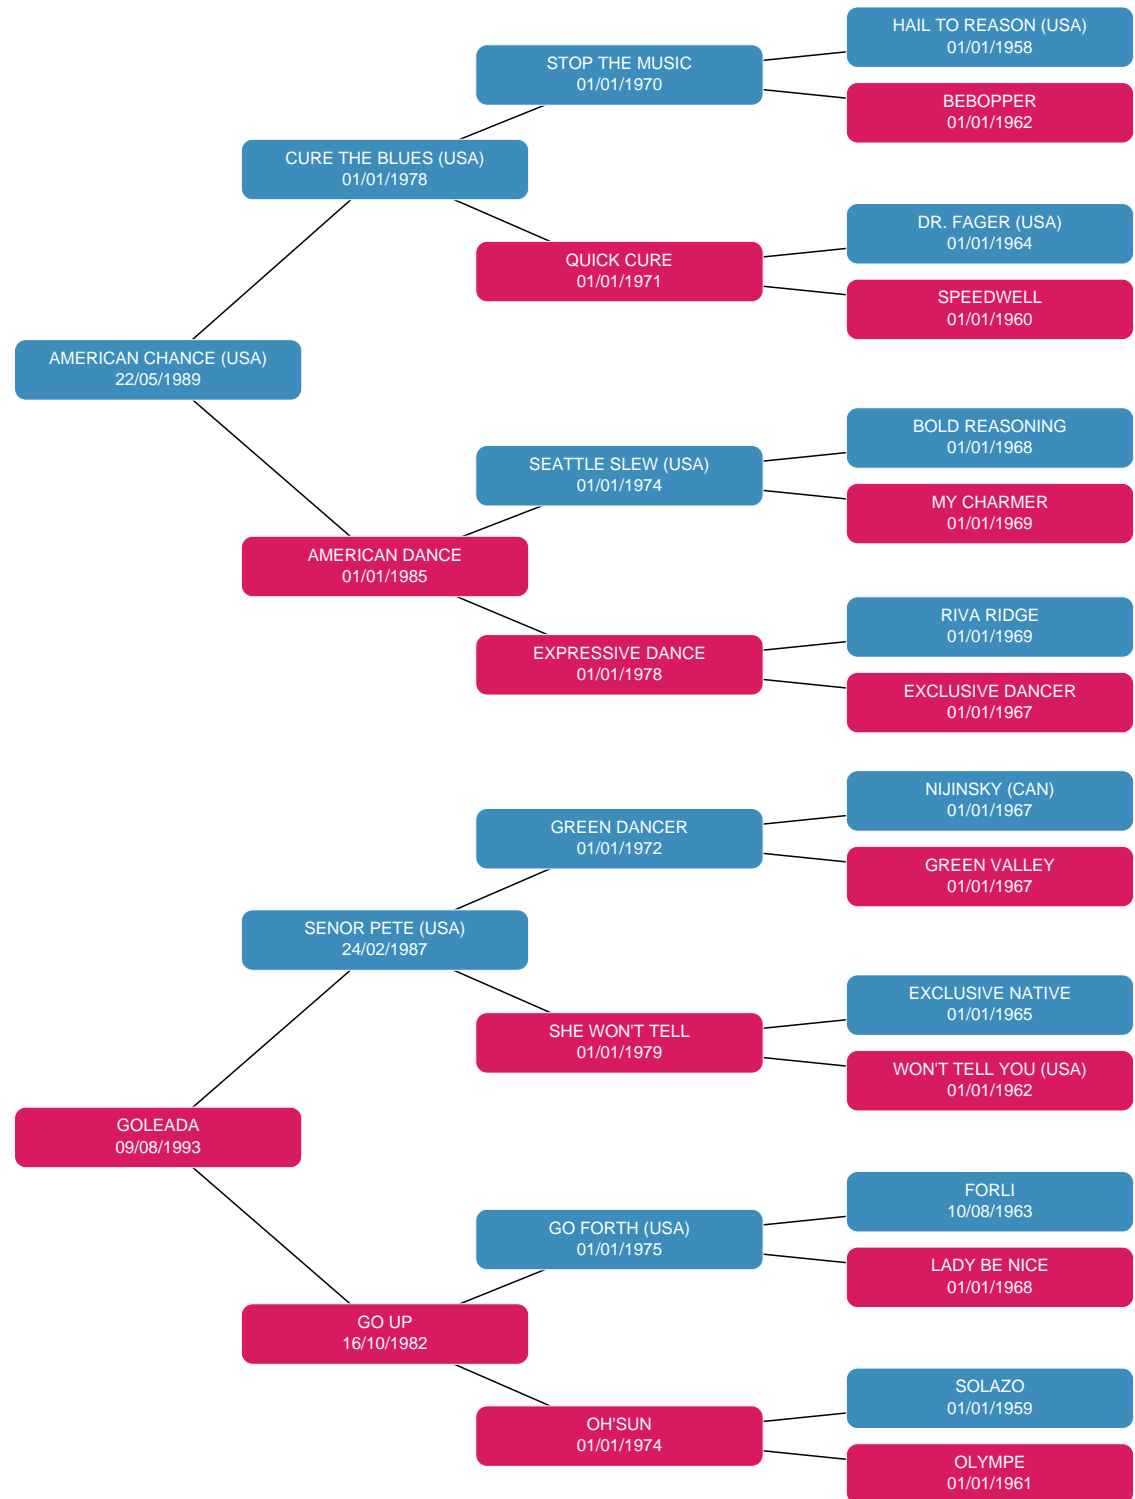 HAIL TO REASON (USA)
01/01/1958
STOP THE MUSIC
01/01/1970
BEBOPPER
01/01/1962
CURE THE BLUES (USA)
01/01/1978
DR. FAGER (USA)
01/01/1964
QUICK CURE
01/01/1971
SPEEDWELL
01/01/1960
AMERICAN CHANCE (USA)
22/05/1989
BOLD REASONING
01/01/1968
SEATTLE SLEW (USA)
01/01/1974
MY CHARMER
01/01/1969
AMERICAN DANCE
01/01/1985
RIVA RIDGE
01/01/1969
EXPRESSIVE DANCE
01/01/1978
EXCLUSIVE DANCER
01/01/1967
NIJINSKY (CAN)
01/01/1967
GREEN DANCER
01/01/1972
GREEN VALLEY
01/01/1967
SENOR PETE (USA)
24/02/1987
EXCLUSIVE NATIVE
01/01/1965
SHE WON'T TELL
01/01/1979
WON'T TELL YOU (USA)
01/01/1962
GOLEADA
09/08/1993
FORLI
10/08/1963
GO FORTH (USA)
01/01/1975
LADY BE NICE
01/01/1968
GO UP
16/10/1982
SOLAZO
01/01/1959
OH'SUN
01/01/1974
OLYMPE
01/01/1961